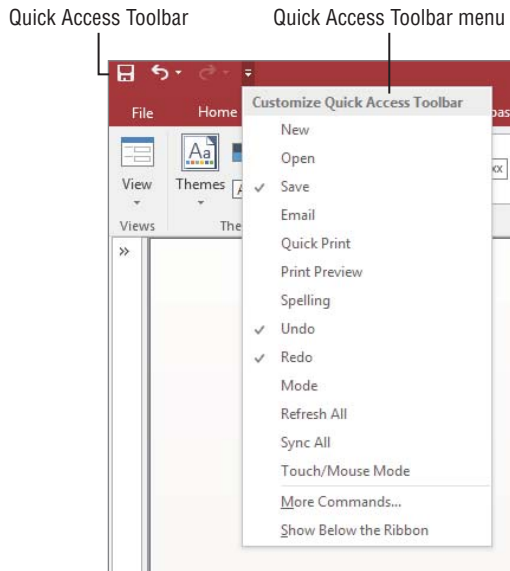 Quick Access Toolbar Quick Access Toolbar menu
File Home
Customize Quick Access Toolbar
New
Open
Save
Email
Quick Print
Print Preview
Spelling
Undo
Redo
Mode
Refresh All
Sync All
Touch/Mouse Mode
More Commands...
Show Below the Ribbon
View Themes
Views